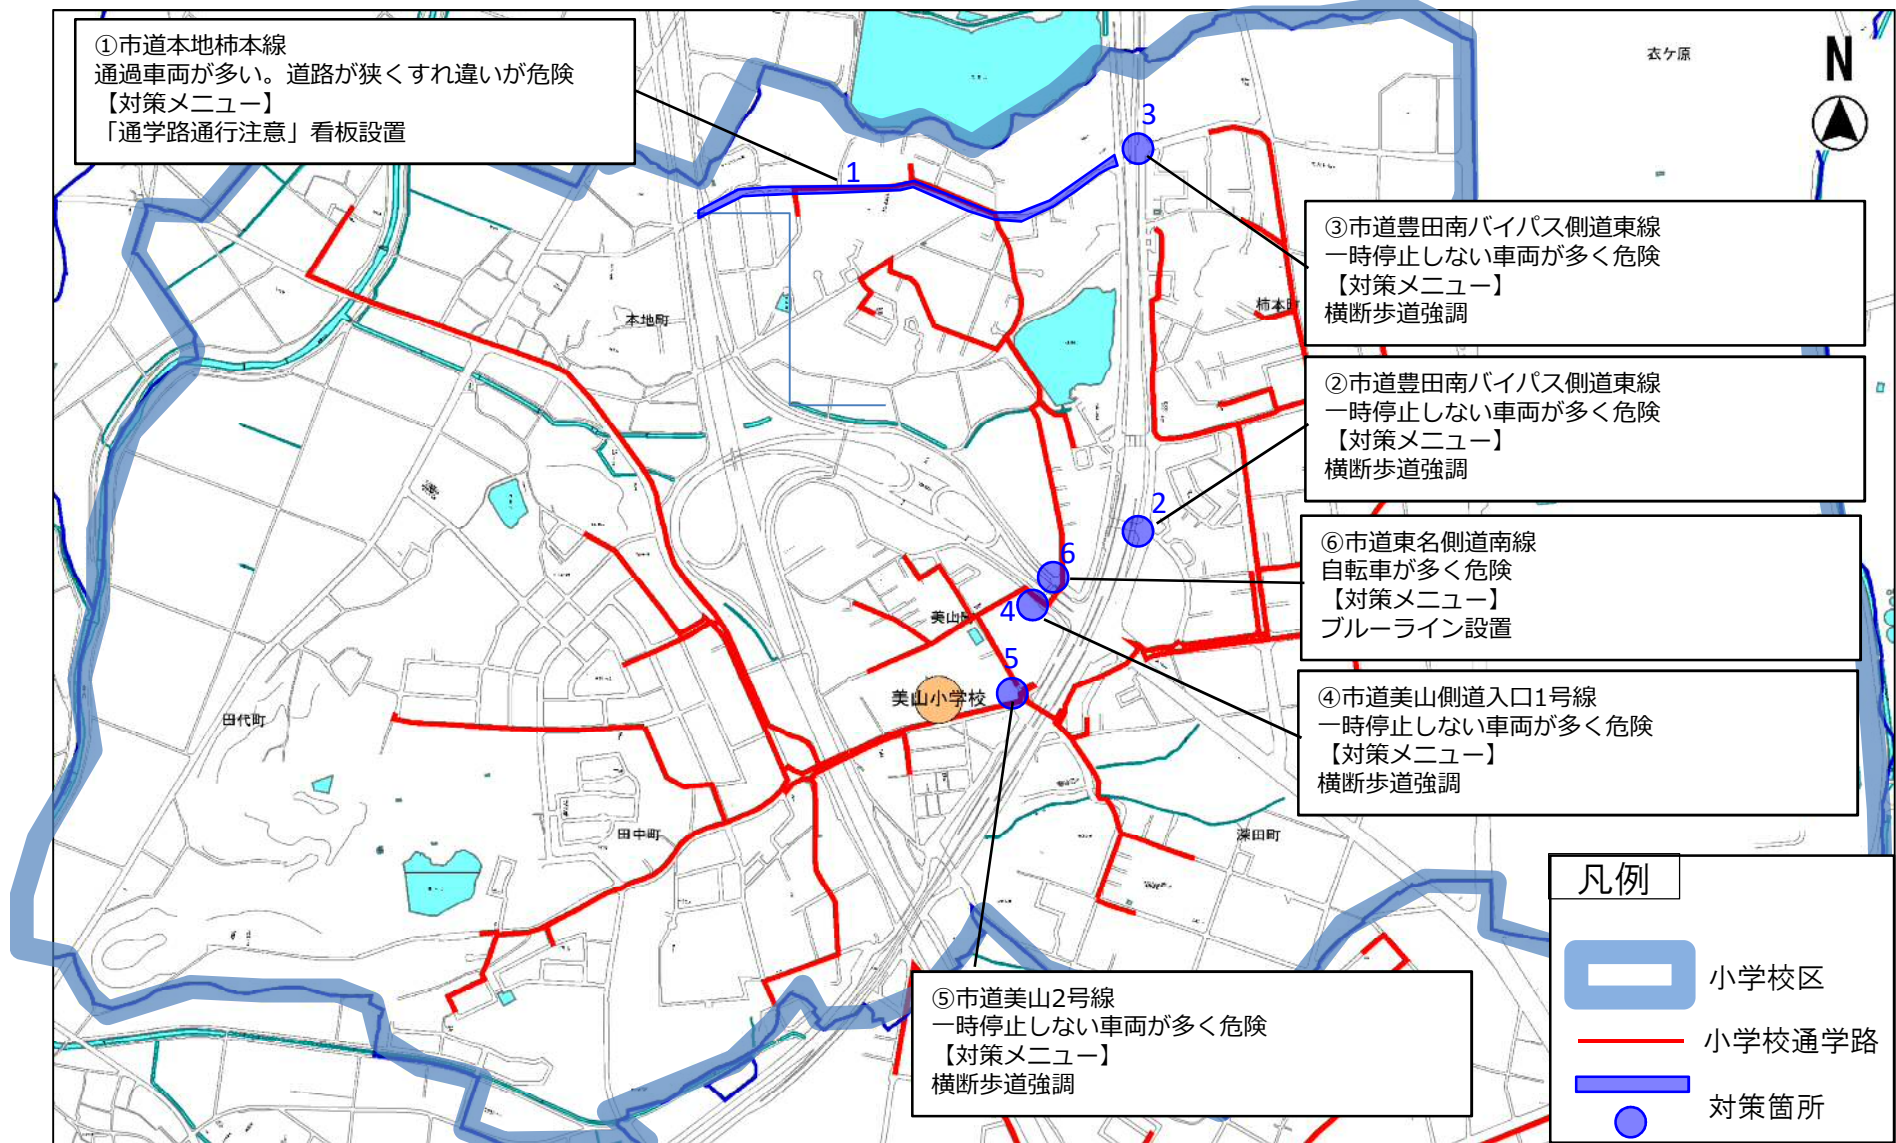 ①市道本地柿本線
通過車両が多い。道路が狭くすれ違いが危険
【対策メニュー】
「通学路通行注意」看板設置
衣ケ原
N
3
1
③市道豊田南バイパス側道東線
一時停止しない車両が多く危険
【対策メニュー】
横断歩道強調
柿本町
本地町
②市道豊田南バイパス側道東線
一時停止しない車両が多く危険
【対策メニュー】
横断歩道強調
2
⑥市道東名側道南線
自転車が多く危険
【対策メニュー】
ブルーライン設置
6
4
美山町
5
美山小学校
④市道美山側道入口1号線
一時停止しない車両が多く危険
【対策メニュー】
横断歩道強調
田代町
田中町
深田町
⑤市道美山2号線
一時停止しない車両が多く危険
【対策メニュー】
横断歩道強調
凡例
小学校区
小学校通学路
対策箇所